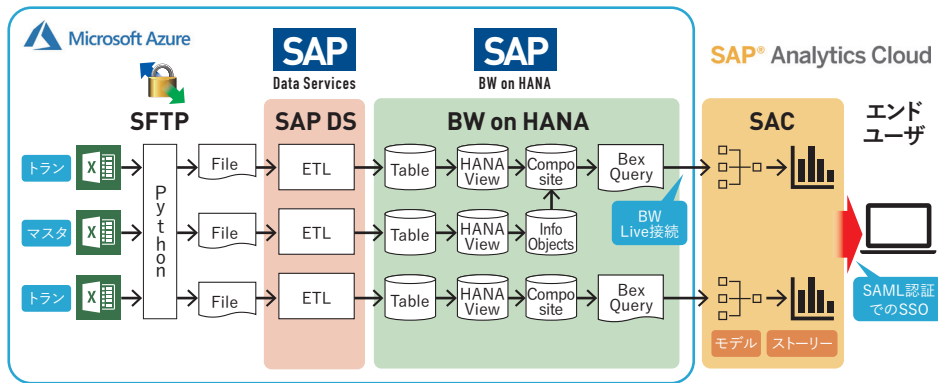 Microsoft Azure
SAP
Data Services
SAP
BW on HANA
SAP® Analytics Cloud
SFTP
SAP DS
BW on HANA
SAC
エンド
ユーザ
トラン
X
Python
File
ETL
Table
HANA
View
Compo
site
Bex
Query
マスタ
X
File
ETL
Table
HANA
View
Info
Objects
BW
Live接続
トラン
X
File
ETL
Table
HANA
View
Compo
site
Bex
Query
SAML認証
でのSSO
モデル
ストーリー